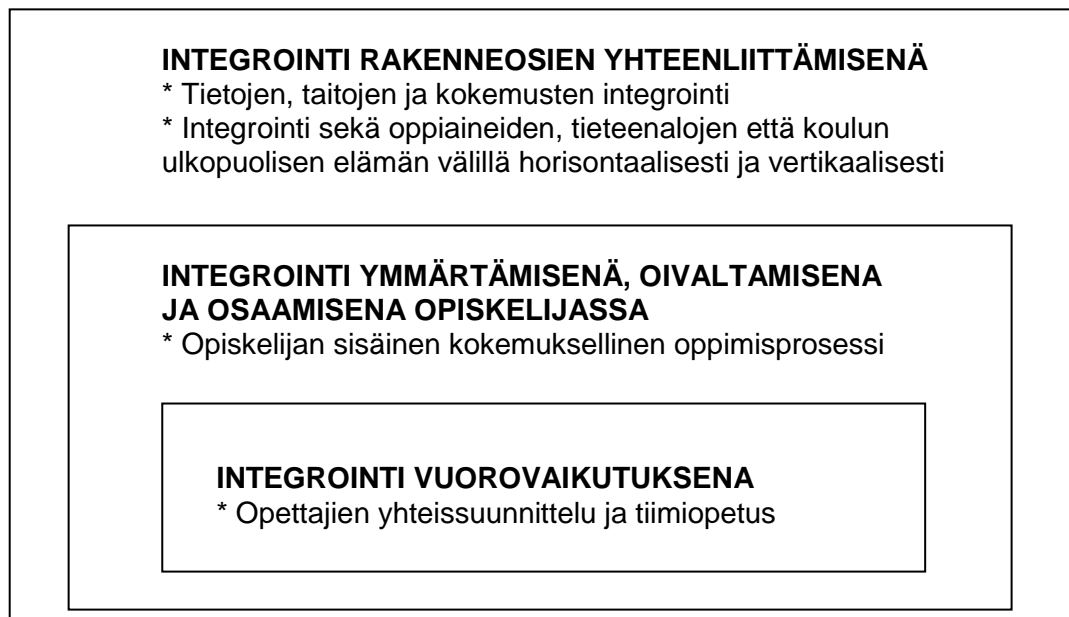 INTEGROINTI RAKENNEOSIEN YHTEENLIITTÄMISENÄ
* Tietojen, taitojen ja kokemusten integrointi
* Integrointi sekä oppiaineiden, tieteenalojen että koulun
ulkopuolisen elämän välillä horisontaalisesti ja vertikaalisesti
INTEGROINTI YMMÄRTÄMISENÄ, OIVALTAMISENA
JA OSAAMISENA OPISKELIJASSA
* Opiskelijan sisäinen kokemuksellinen oppimisprosessi
INTEGROINTI VUOROVAIKUTUKSENA
* Opettajien yhteissuunnittelu ja tiimiopetus